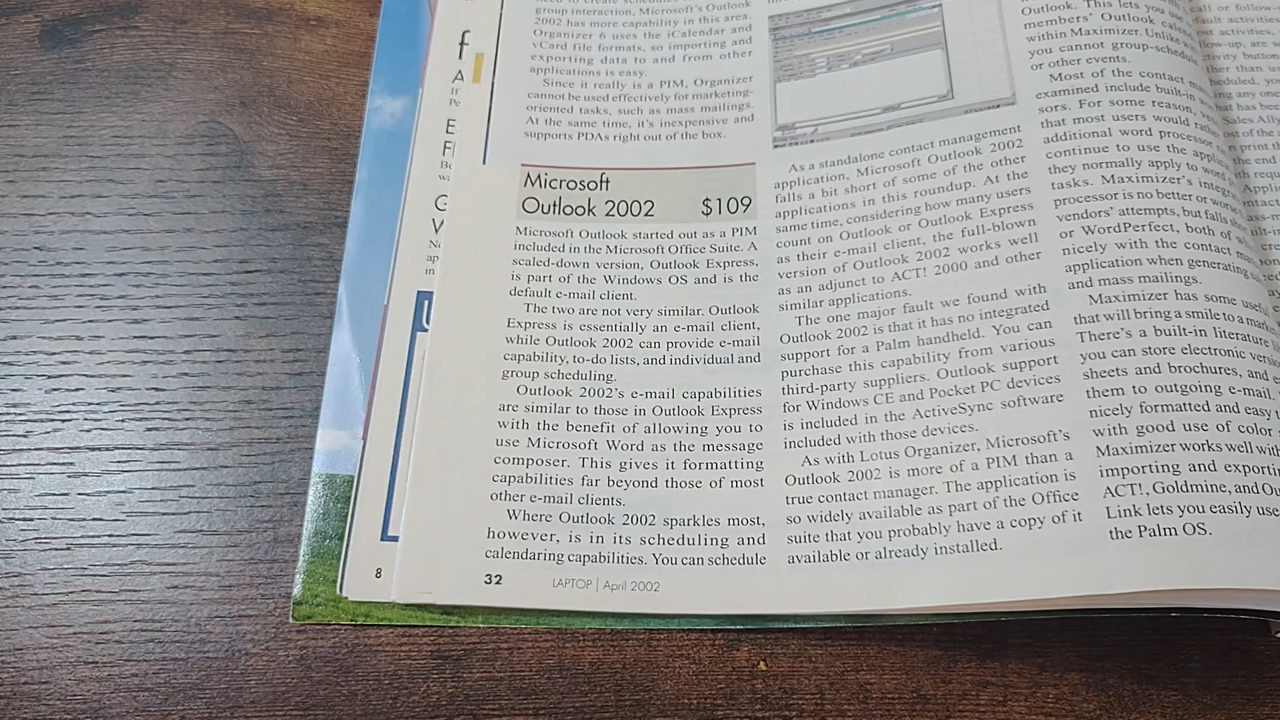 group interaction, Microsoft's Outlook
2002 has more capability in this area.
Organizer 6 uses the iCalendar and
vCard file formats, so importing and
exporting data to and from other
applications is easy.
Since it really is a PIM, Organizer
cannot be used effectively for marketing-
oriented tasks, such as mass mailings.
At the same time, it's inexpensive and
supports PDAs right out of the box.
Microsoft
Outlook 2002 $109
Microsoft Outlook started out as a PIM
included in the Microsoft Office Suite. A
scaled-down version, Outlook Express,
is part of the Windows OS and is the
default e-mail client.
The two are not very similar. Outlook
Express is essentially an e-mail client,
while Outlook 2002 can provide e-mail
capability, to-do lists, and individual and
group scheduling.
Outlook 2002's e-mail capabilities
are similar to those in Outlook Express
with the benefit of allowing you to
use Microsoft Word as the message
composer. This gives it formatting
capabilities far beyond those of most
other e-mail clients.
Where Outlook 2002 sparkles most,
however, is in its scheduling and
calendaring capabilities. You can schedule
As a standalone contact management
application, Microsoft Outlook 2002
falls a bit short of some of the other
applications in this roundup. At the
same time, considering how many users
count on Outlook or Outlook Express
as their e-mail client, the full-blown
version of Outlook 2002 works well
as an adjunct to ACT! 2000 and other
similar applications.
The one major fault we found with
Outlook 2002 is that it has no integrated
support for a Palm handheld. You can
purchase this capability from various
third-party suppliers. Outlook support
for Windows CE and Pocket PC devices
is included in the ActiveSync software
included with those devices.
As with Lotus Organizer, Microsoft's
Outlook 2002 is more of a PIM than a
true contact manager. The application is
so widely available as part of the Office
suite that you probably have a copy of it
available or already installed.
Outlook. This lets you use
members' Outlook
within Maximizer. Unlike
you cannot
or other events.
Most of the contact
examined include built-in
sors. For some reason,
that most users would
additional word
continue to use the
they normally apply to word
tasks. Maximizer's
processor is no better or
vendors' attempts, but falls
or WordPerfect, both of
nicely with the contact
application when generating
and mass mailings.
Maximizer has some
that will bring a smile to a
There's a built-in literature
you can store electronic
sheets and brochures, and
them to outgoing e-mail.
nicely formatted and easy
with good use of color
Maximizer works well with
importing and
ACT!, Goldmine, and
Link lets you easily use
the Palm OS.
8
32 LAPTOP | April 2002